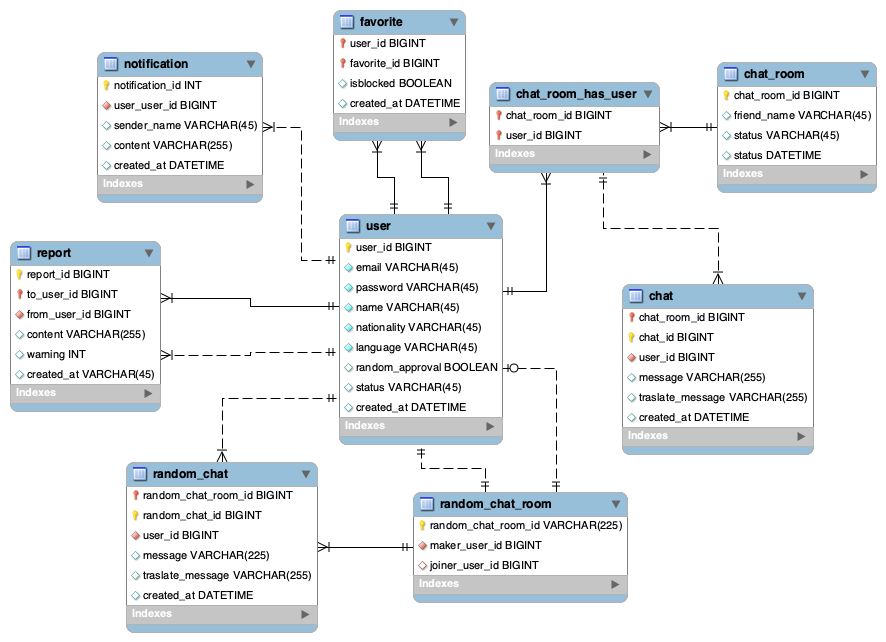 favorite
user_id BIGINT
favorite_id BIGINT
isblocked BOOLEAN
created_at DATETIME
Indexes
notification
notification_id INT
user_user_id BIGINT
sender_name VARCHAR(45)
content VARCHAR(255)
created_at DATETIME
Indexes
chat_room_has_user
chat_room_id BIGINT
user_id BIGINT
Indexes
chat_room
chat_room_id BIGINT
friend_name VARCHAR(45)
status VARCHAR(45)
status DATETIME
Indexes
user
user_id BIGINT
email VARCHAR(45)
password VARCHAR(45)
name VARCHAR(45)
nationality VARCHAR(45)
language VARCHAR(45)
random_approval BOOLEAN
status VARCHAR(45)
created_at DATETIME
Indexes
report
report_id BIGINT
to_user_id BIGINT
from_user_id BIGINT
content VARCHAR(255)
warning INT
created_at VARCHAR(45)
Indexes
chat
chat_room_id BIGINT
chat_id BIGINT
user_id BIGINT
message VARCHAR(255)
traslate_message VARCHAR(255)
created_at DATETIME
Indexes
random_chat
random_chat_room_id BIGINT
random_chat_id BIGINT
user_id BIGINT
message VARCHAR(225)
traslate_message VARCHAR(255)
created_at DATETIME
Indexes
random_chat_room
random_chat_room_id VARCHAR(225)
maker_user_id BIGINT
joiner_user_id BIGINT
Indexes